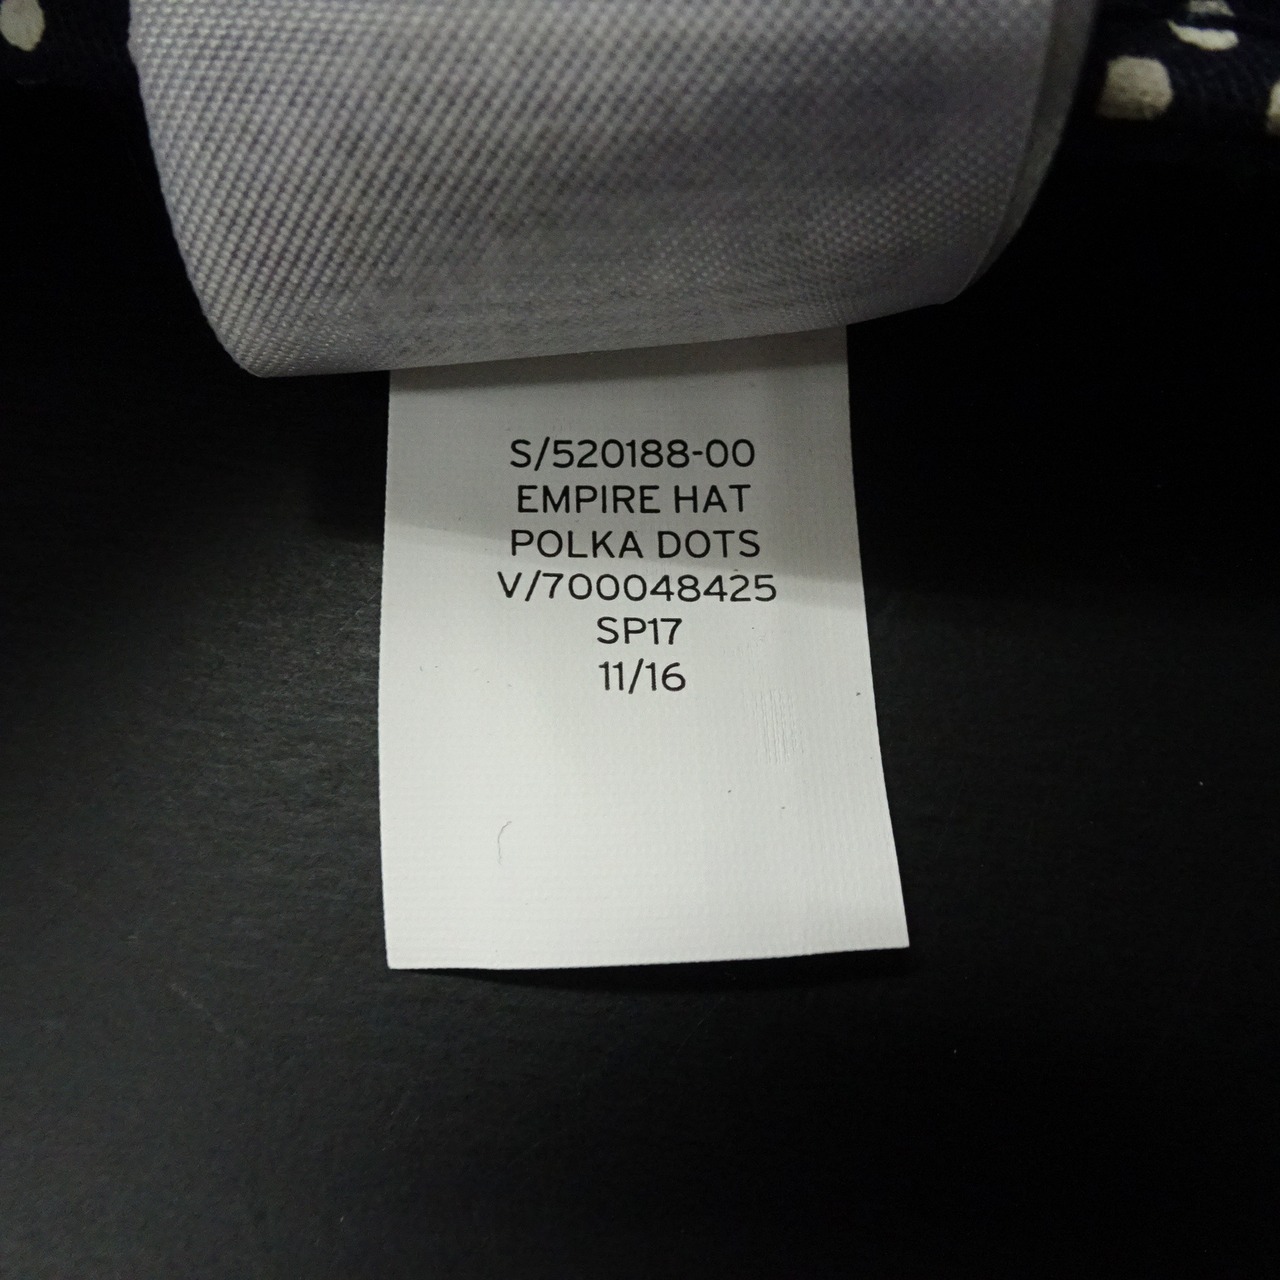 S/520188-00
EMPIRE HAT
POLKA DOTS
V/700048425
SP17
11/16